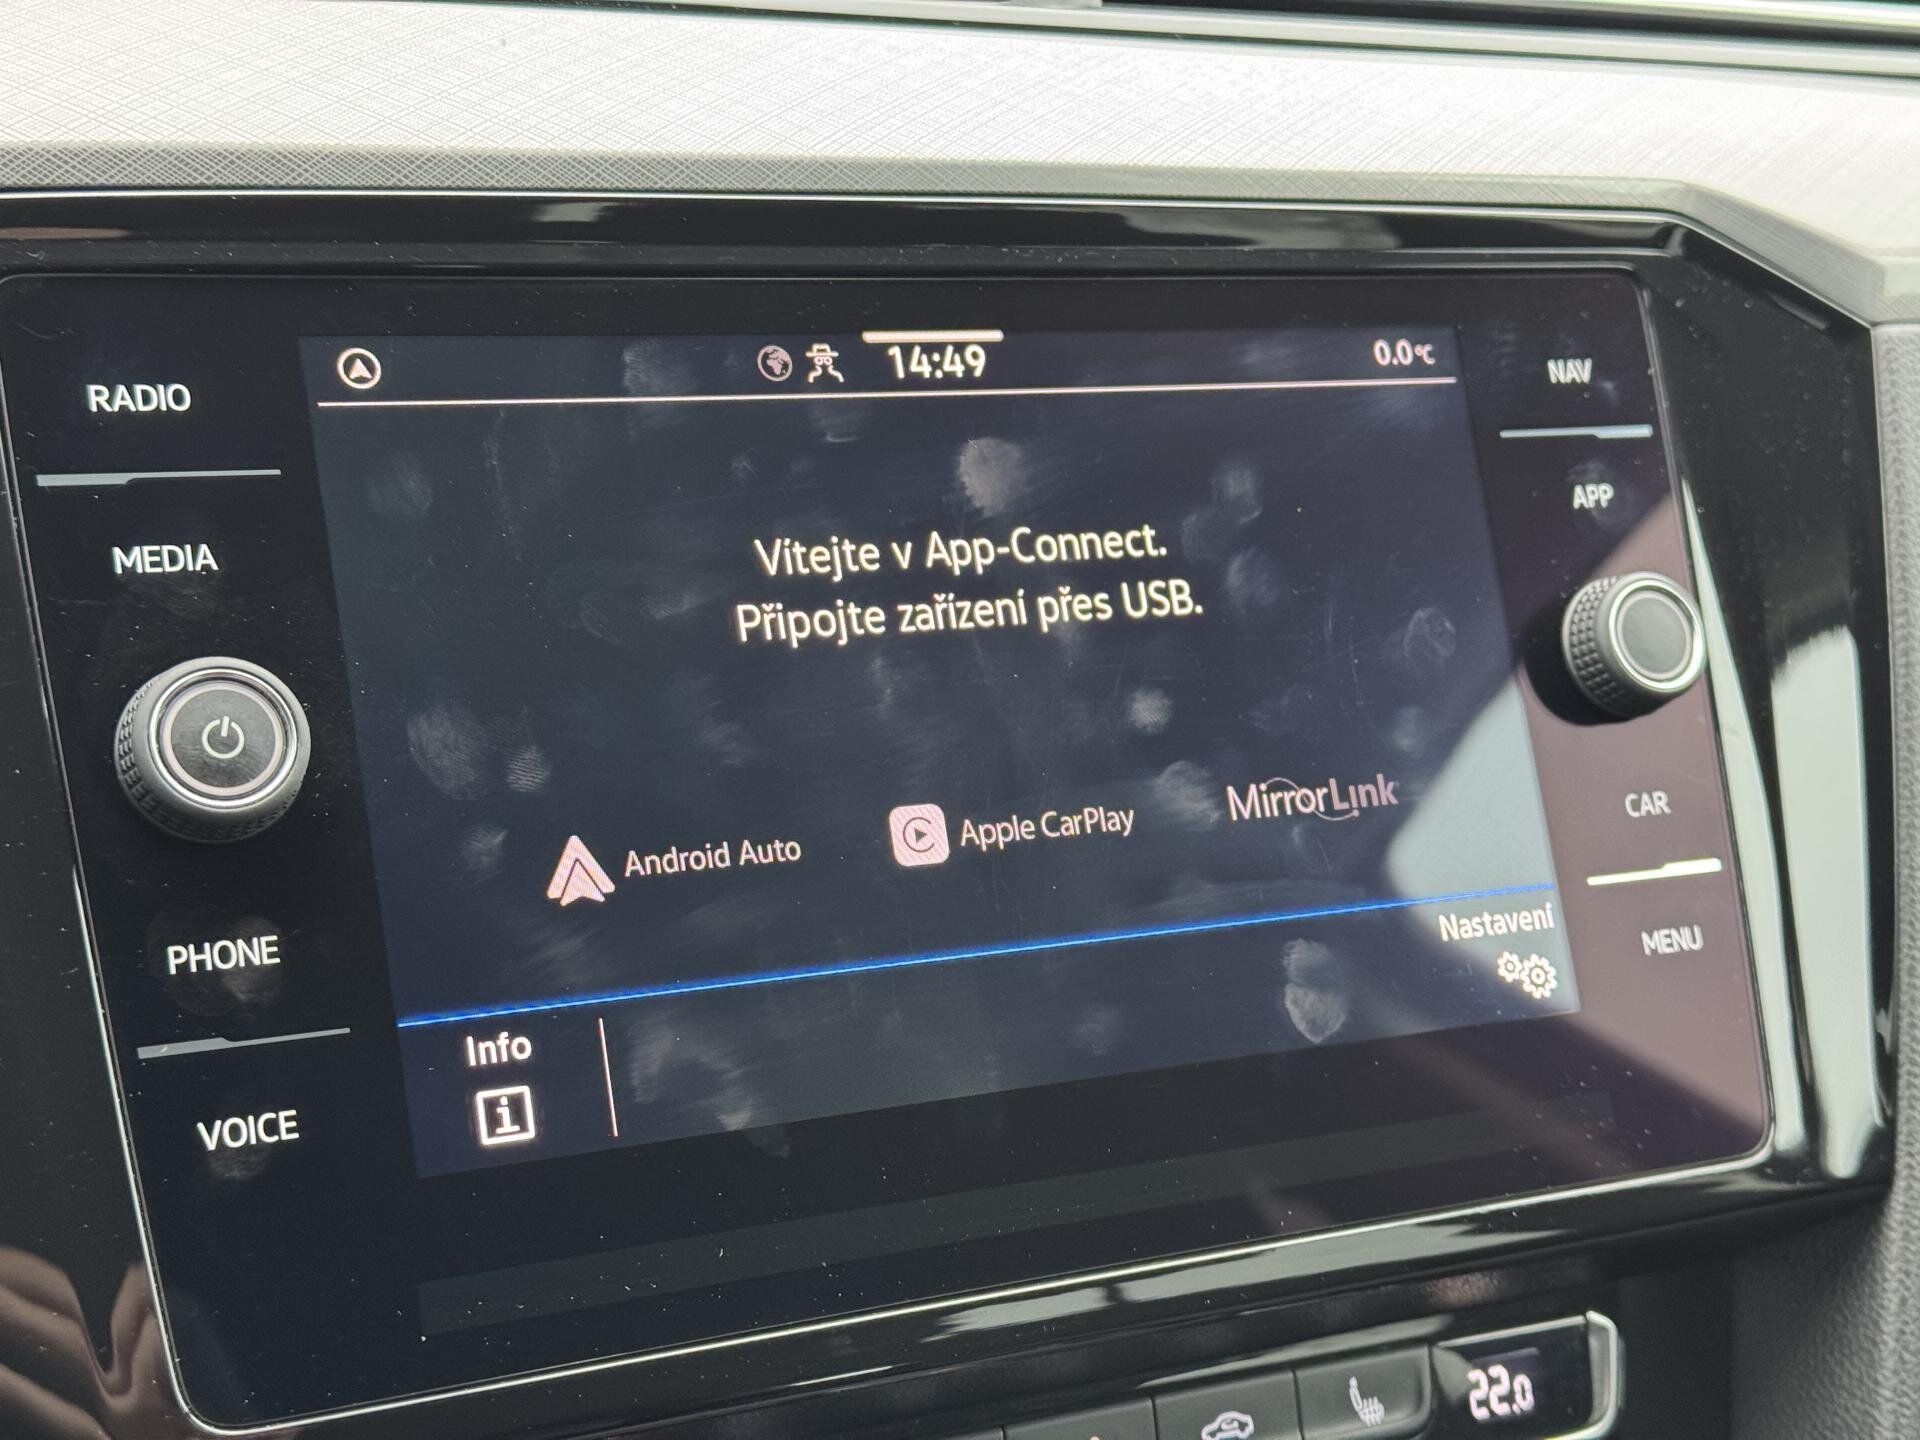 14:49
0.0°C
RADIO
MEDIA
PHONE
VOICE
Vítejte v App-Connect.
Připojte zařízení přes USB.
Android Auto
Apple CarPlay
MirrorLink
Nastavení
Info
i
NAV
APP
CAR
MENU
22.0